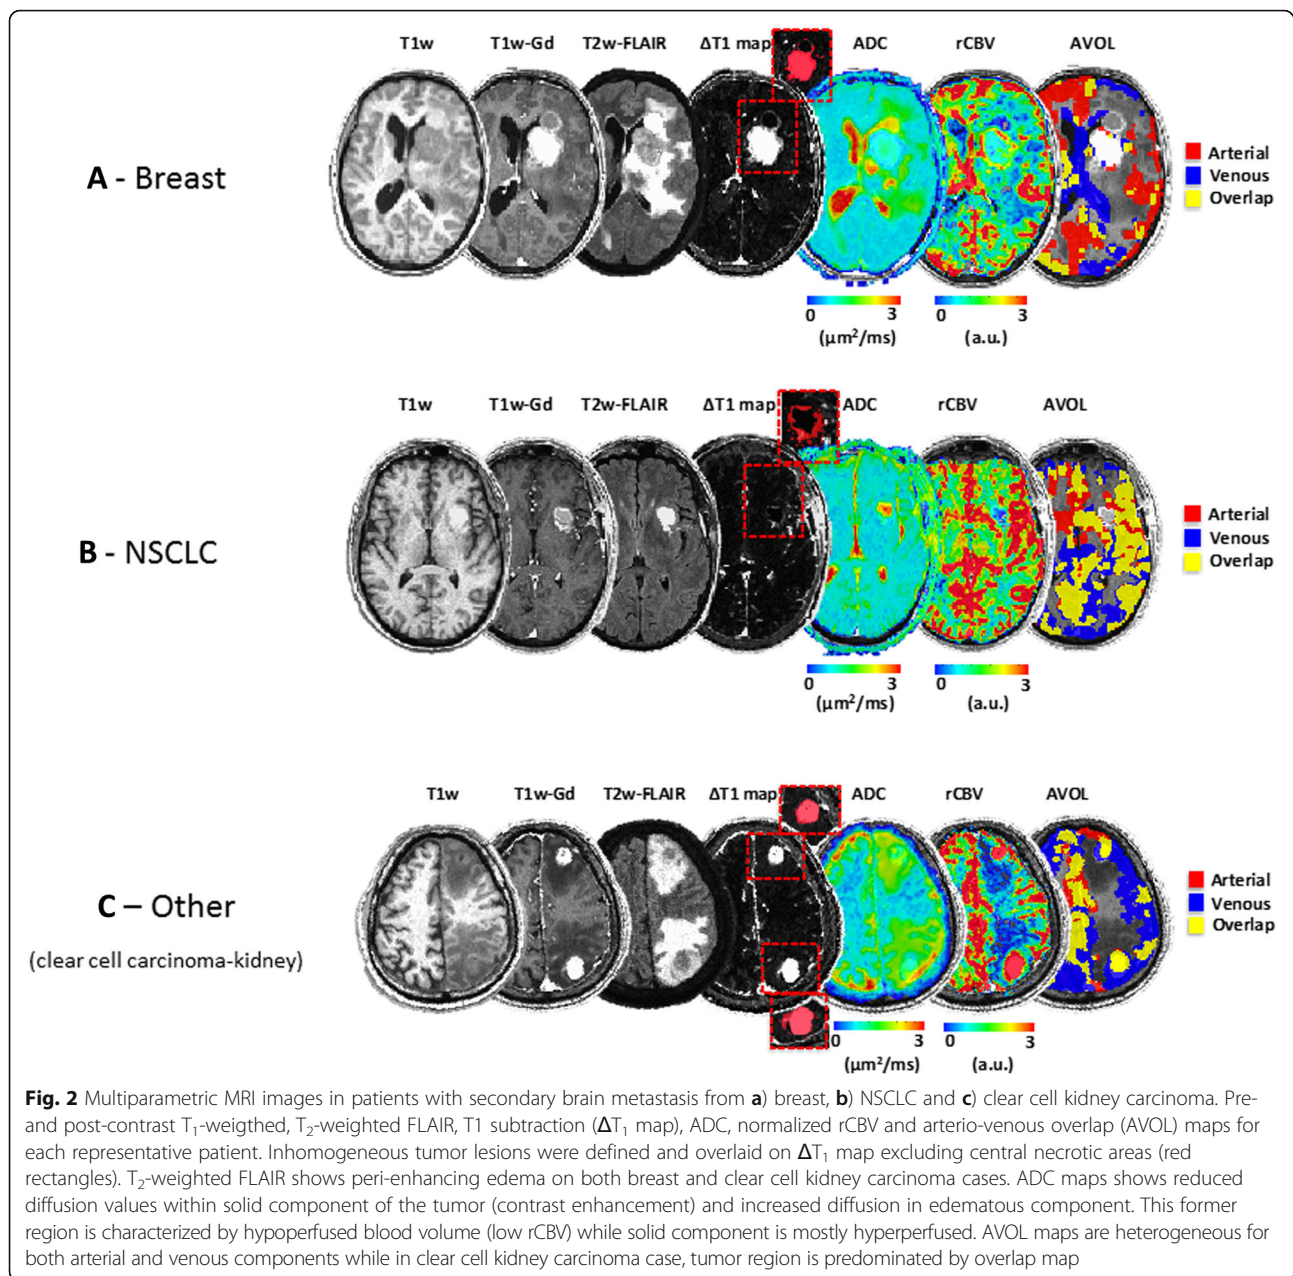 T1w T1w-Gd T2w-FLAIR ΔT1 map ADC rCBV AVOL
A - Breast
Arterial
Venous
Overlap
0 3 0 3
(μm²/ms) (a.u.)
T1w T1w-Gd T2w-FLAIR ΔT1 map ADC rCBV AVOL
B - NSCLC
Arterial
Venous
Overlap
0 3 0 3
(μm²/ms) (a.u.)
T1w T1w-Gd T2w-FLAIR ΔT1 map ADC rCBV AVOL
C – Other
(clear cell carcinoma-kidney)
Arterial
Venous
Overlap
0 3 0 3
(μm²/ms) (a.u.)
Fig. 2 Multiparametric MRI images in patients with secondary brain metastasis from a) breast, b) NSCLC and c) clear cell kidney carcinoma. Pre-
and post-contrast T₁-weigthed, T₂-weighted FLAIR, T1 subtraction (ΔT₁ map), ADC, normalized rCBV and arterio-venous overlap (AVOL) maps for
each representative patient. Inhomogeneous tumor lesions were defined and overlaid on ΔT₁ map excluding central necrotic areas (red
rectangles). T₂-weighted FLAIR shows peri-enhancing edema on both breast and clear cell kidney carcinoma cases. ADC maps shows reduced
diffusion values within solid component of the tumor (contrast enhancement) and increased diffusion in edematous component. This former
region is characterized by hypoperfused blood volume (low rCBV) while solid component is mostly hyperperfused. AVOL maps are heterogeneous for
both arterial and venous components while in clear cell kidney carcinoma case, tumor region is predominated by overlap map